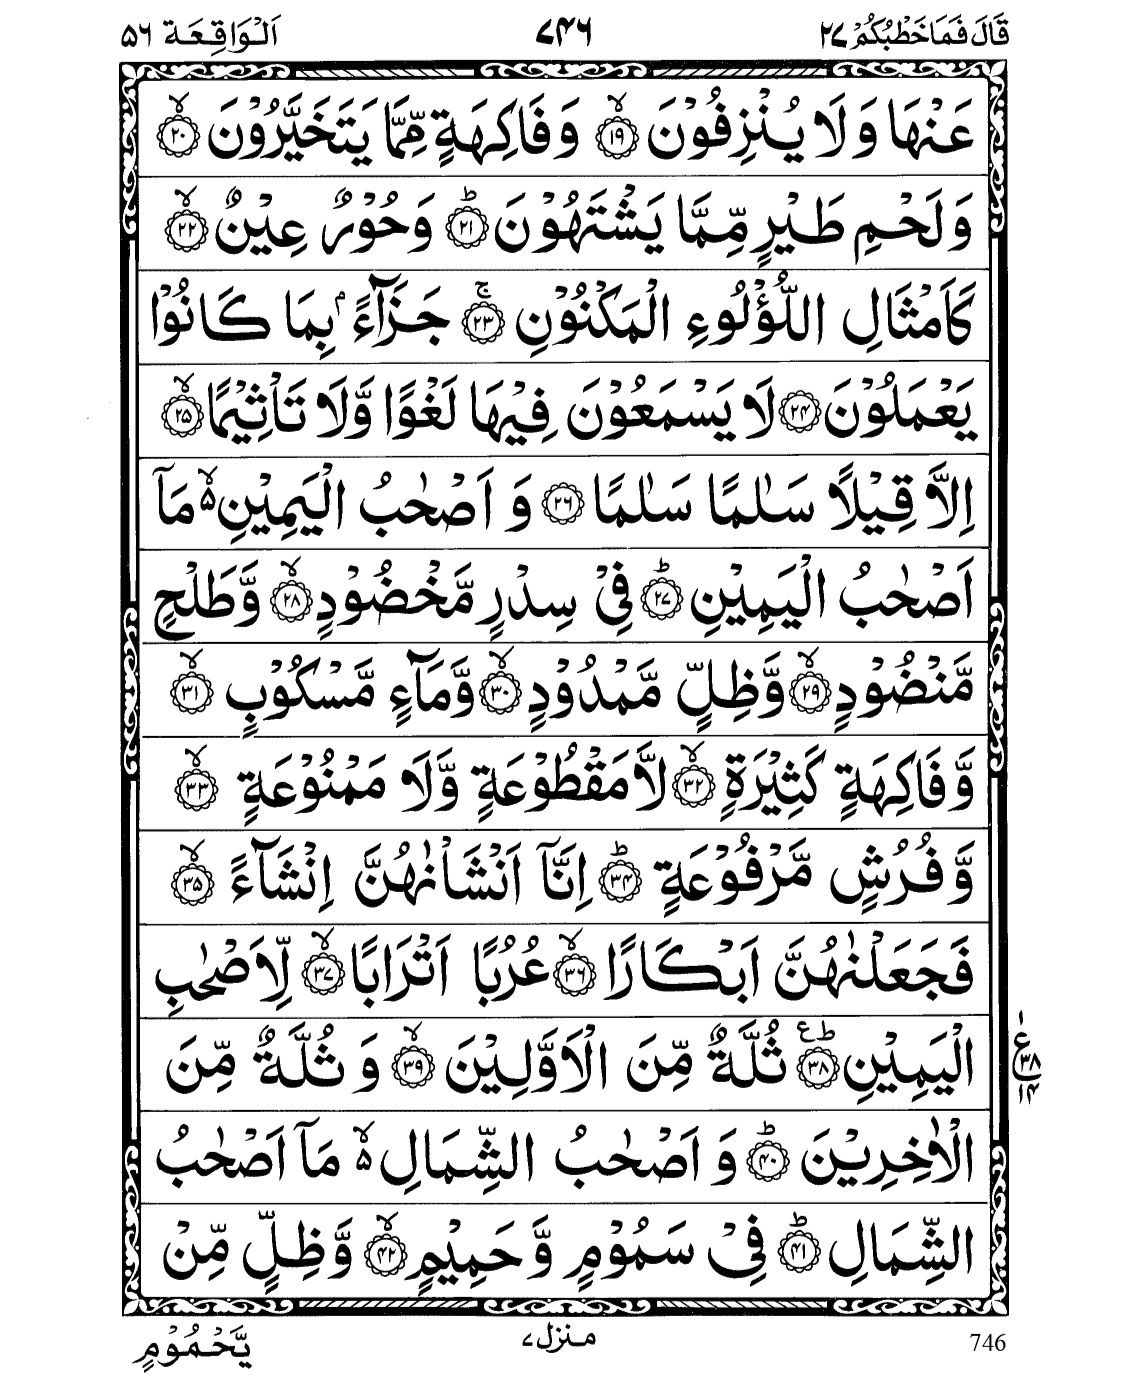 قَالَ فَمَا خَطْبُكُمْ ٢٧ ٧٤٦ اَلْوَاقِعَة ٥٦
عَنْهَا وَ لَا يُنْزِفُوْنَ ۙ﴿١٩﴾ وَ فَاكِهَةٍ مِّمَّا يَتَخَيَّرُوْنَ ۙ﴿٢٠﴾
وَ لَحْمِ طَيْرٍ مِّمَّا يَشْتَهُوْنَ ؕ﴿٢١﴾ وَ حُوْرٌ عِيْنٌ ۙ﴿٢٢﴾
كَاَمْثَالِ اللُّؤْلُوءِ الْمَكْنُوْنِ ۚ﴿٢٣﴾ جَزَآءًۢ بِمَا كَانُوْا
يَعْمَلُوْنَ ﴿٢٤﴾ لَا يَسْمَعُوْنَ فِيْهَا لَغْوًا وَّ لَا تَاْثِيْمًا ۙ﴿٢٥﴾
اِلَّا قِيْلًا سَلٰمًا سَلٰمًا ﴿٢٦﴾ وَ اَصْحٰبُ الْيَمِيْنِ ۙ۬ مَاۤ
اَصْحٰبُ الْيَمِيْنِ ؕ﴿٢٧﴾ فِيْ سِدْرٍ مَّخْضُوْدٍ ۙ﴿٢٨﴾ وَّ طَلْحٍ
مَّنْضُوْدٍ ۙ﴿٢٩﴾ وَّ ظِلٍّ مَّمْدُوْدٍ ۙ﴿٣٠﴾ وَّ مَآءٍ مَّسْكُوْبٍ ۙ﴿٣١﴾
وَّ فَاكِهَةٍ كَثِيْرَةٍ ۙ﴿٣٢﴾ لَّا مَقْطُوْعَةٍ وَّ لَا مَمْنُوْعَةٍ ۙ﴿٣٣﴾
وَّ فُرُشٍ مَّرْفُوْعَةٍ ؕ﴿٣٤﴾ اِنَّاۤ اَنْشَاْنٰهُنَّ اِنْشَآءً ۙ﴿٣٥﴾
فَجَعَلْنٰهُنَّ اَبْكَارًا ۙ﴿٣٦﴾ عُرُبًا اَتْرَابًا ۙ﴿٣٧﴾ لِّاَصْحٰبِ
الْيَمِيْنِ ؕ۠﴿٣٨﴾ ثُلَّةٌ مِّنَ الْاَوَّلِيْنَ ۙ﴿٣٩﴾ وَ ثُلَّةٌ مِّنَ
١ ع ٣٨ ١٤
الْاٰخِرِيْنَ ؕ﴿٤٠﴾ وَ اَصْحٰبُ الشِّمَالِ ۬ۙ مَاۤ اَصْحٰبُ
الشِّمَالِ ؕ﴿٤١﴾ فِيْ سَمُوْمٍ وَّ حَمِيْمٍ ۙ﴿٤٢﴾ وَّ ظِلٍّ مِّنْ
746 منزل ٧ يَّحْمُوْمٍ